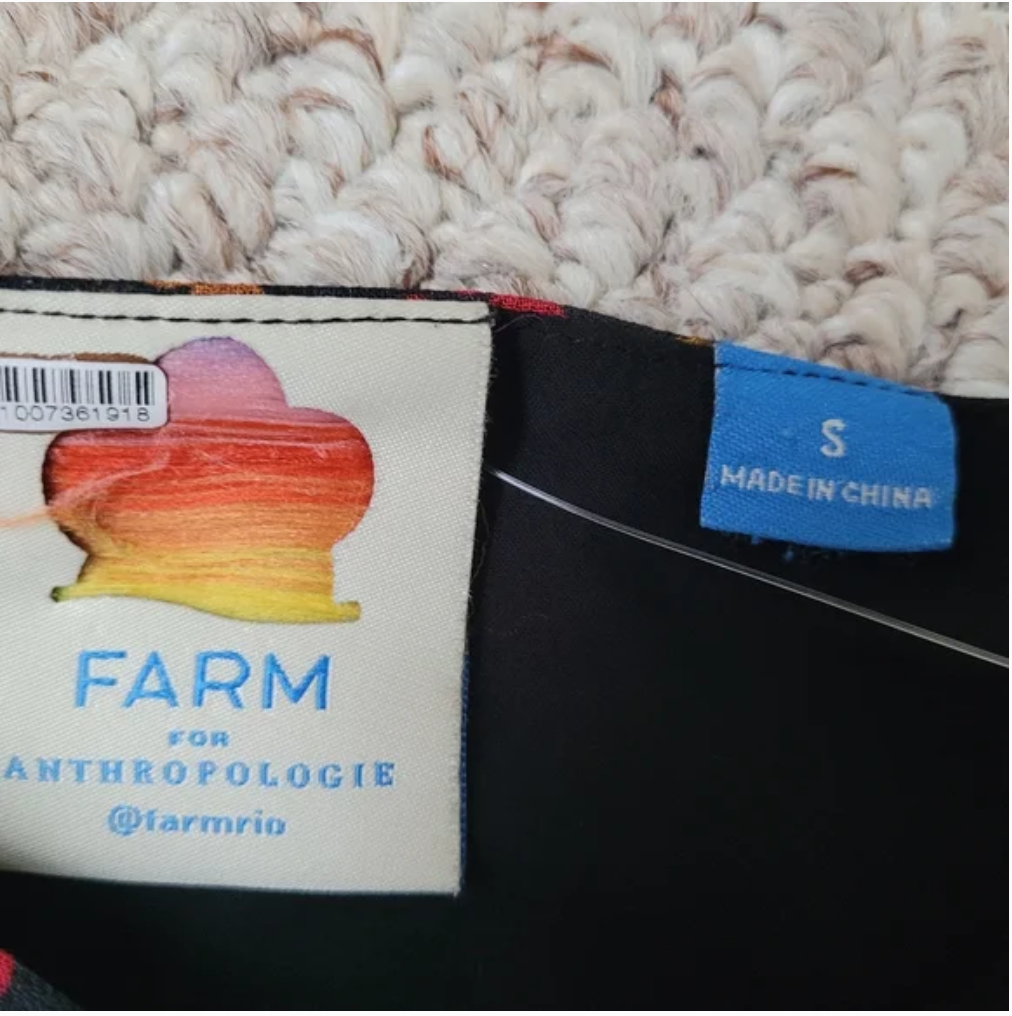 1007361918
FARM
FOR
ANTHROPOLOGIE
@farmrio
S
MADE IN CHINA